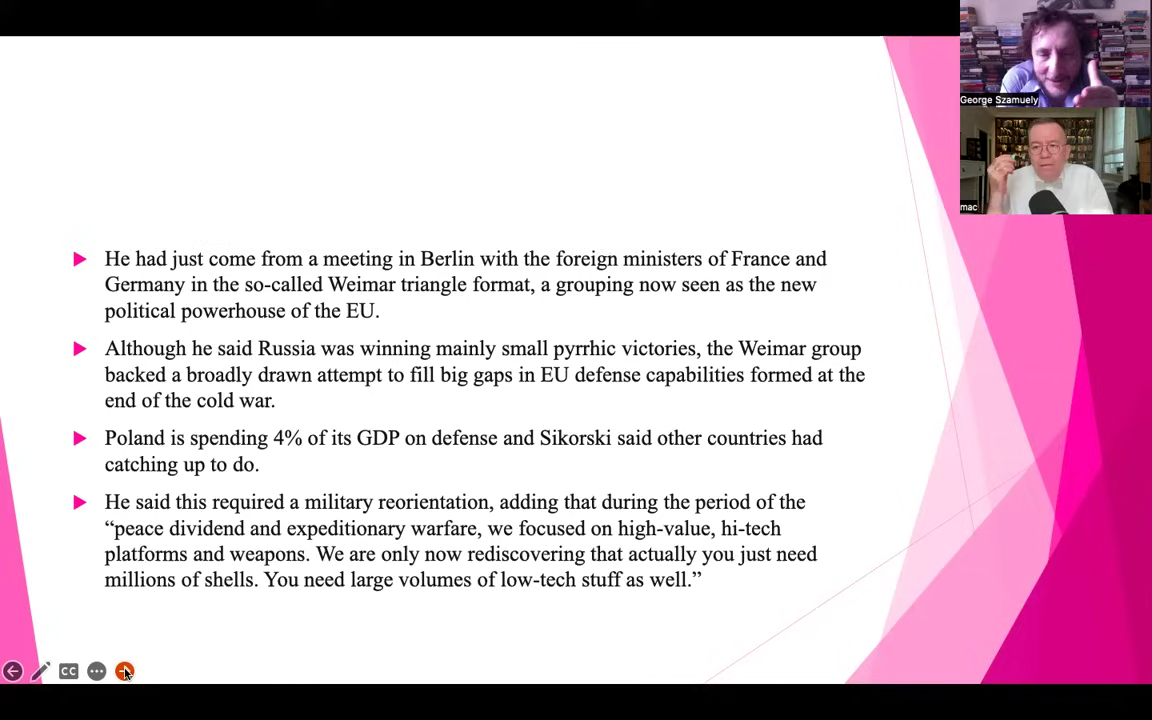 George Szamuely
mac
He had just come from a meeting in Berlin with the foreign ministers of France and
Germany in the so-called Weimar triangle format, a grouping now seen as the new
political powerhouse of the EU.
Although he said Russia was winning mainly small pyrrhic victories, the Weimar group
backed a broadly drawn attempt to fill big gaps in EU defense capabilities formed at the
end of the cold war.
Poland is spending 4% of its GDP on defense and Sikorski said other countries had
catching up to do.
He said this required a military reorientation, adding that during the period of the
“peace dividend and expeditionary warfare, we focused on high-value, hi-tech
platforms and weapons. We are only now rediscovering that actually you just need
millions of shells. You need large volumes of low-tech stuff as well.”
CC